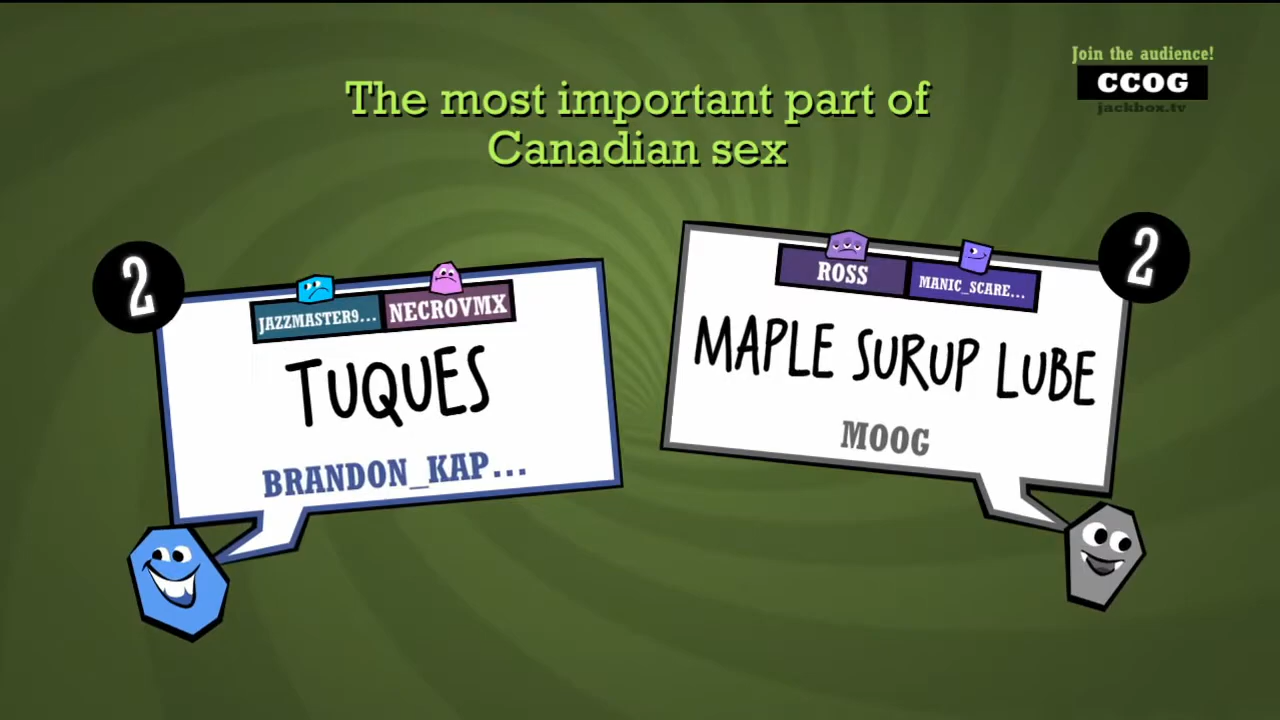 Join the audience!
CCOG
jackbox.tv
The most important part of
Canadian sex
2
JAZZMASTER9...
NECROVMX
TUQUES
BRANDON_KAP...
2
ROSS
MANIC_SCARE...
MAPLE SURUP LUBE
MOOG